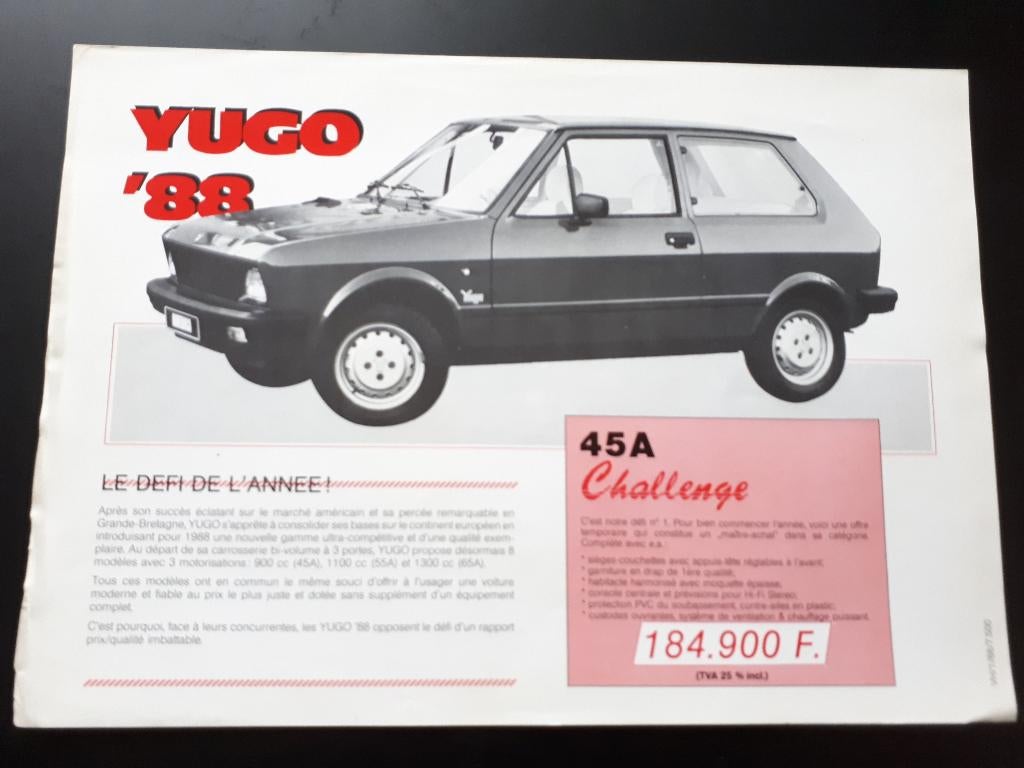 YUGO
'88
Yugo
LE DEFI DE L'ANNEE!
Après son succès éclatant sur le marché américain et sa percée remarquable en
Grande-Bretagne, YUGO s'apprête à consolider ses bases sur le continent européen en
introduisant pour 1988 une nouvelle gamme ultra-compétitive et d'une qualité exem-
plaire. Au départ de sa carrosserie bi-volume à 3 portes, YUGO propose désormais 8
modèles avec 3 motorisations: 900 cc (45A), 1100 cc (55A) et 1300 cc (65A).
Tous ces modèles ont en commun le même souci d'offrir à l'usager une voiture
moderne et fiable au prix le plus juste et dotée sans supplément d'un équipement
complet.
C'est pourquoi, face à leurs concurrentes, les YUGO '88 opposent le défi d'un rapport
prix/qualité imbattable.
45A
Challenge
C'est notre défi n° 1. Pour bien commencer l'année, voici une offre
temporaire qui constitue un „maître-achat" dans sa catégorie.
Complète avec e.a.:
* sièges-couchettes avec appuis-tête réglables à l'avant;
* garniture en drap de 1ère qualité;
* habitacle harmonisé avec moquette épaisse;
* console centrale et prévisions pour Hi-Fi Stereo;
* protection PVC du soubassement, contre-ailes en plastic;
* custodes ouvrantes, système de ventilation & chauffage puissant.
184.900 F.
(TVA 25 % incl.)